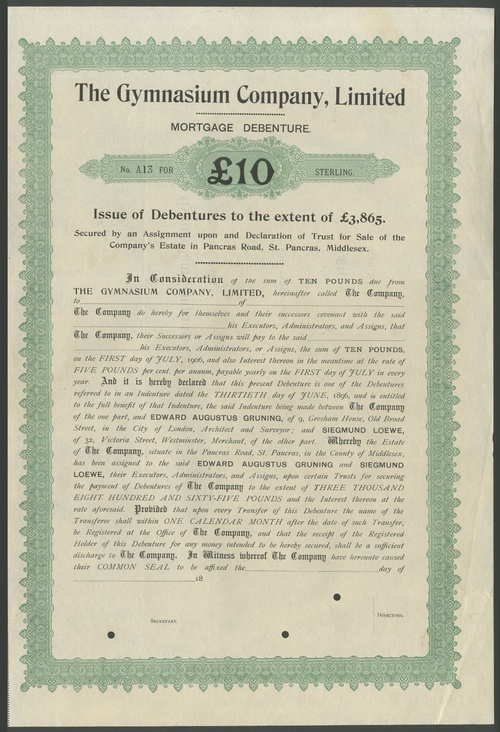 The Gymnasium Company, Limited
MORTGAGE DEBENTURE.
No. A13 FOR £10 STERLING.
Issue of Debentures to the extent of £3,865.
Secured by an Assignment upon and Declaration of Trust for Sale of the
Company's Estate in Pancras Road, St. Pancras, Middlesex.
In Consideration of the sum of TEN POUNDS due from
THE GYMNASIUM COMPANY, LIMITED, hereinafter called The Company,
to of
The Company do hereby for themselves and their successors covenant with the said
his Executors, Administrators, and Assigns, that
The Company, their Successors or Assigns will pay to the said
his Executors, Administrators, or Assigns, the sum of TEN POUNDS,
on the FIRST day of JULY, 1906, and also Interest thereon in the meantime at the rate of
FIVE POUNDS per cent. per annum, payable yearly on the FIRST day of JULY in every
year. And it is hereby declared that this present Debenture is one of the Debentures
referred to in an Indenture dated the THIRTIETH day of JUNE, 1896, and is entitled
to the full benefit of that Indenture, the said Indenture being made between The Company
of the one part, and EDWARD AUGUSTUS GRUNING, of 9, Gresham House, Old Broad
Street, in the City of London, Architect and Surveyor; and SIEGMUND LOEWE,
of 32, Victoria Street, Westminster, Merchant, of the other part. Whereby the Estate
of The Company, situate in the Pancras Road, St. Pancras, in the County of Middlesex,
has been assigned to the said EDWARD AUGUSTUS GRUNING and SIEGMUND
LOEWE, their Executors, Administrators, and Assigns, upon certain Trusts for securing
the payment of Debentures of The Company to the extent of THREE THOUSAND
EIGHT HUNDRED AND SIXTY-FIVE POUNDS and the Interest thereon at the
rate aforesaid. Provided that upon every Transfer of this Debenture the name of the
Transferee shall within ONE CALENDAR MONTH after the date of such Transfer,
be Registered at the Office of The Company, and that the receipt of the Registered
Holder of this Debenture for any money intended to be hereby secured, shall be a sufficient
discharge to The Company. In Witness whereof The Company have hereunto caused
their COMMON SEAL to be affixed the day of
18
SECRETARY. DIRECTORS.